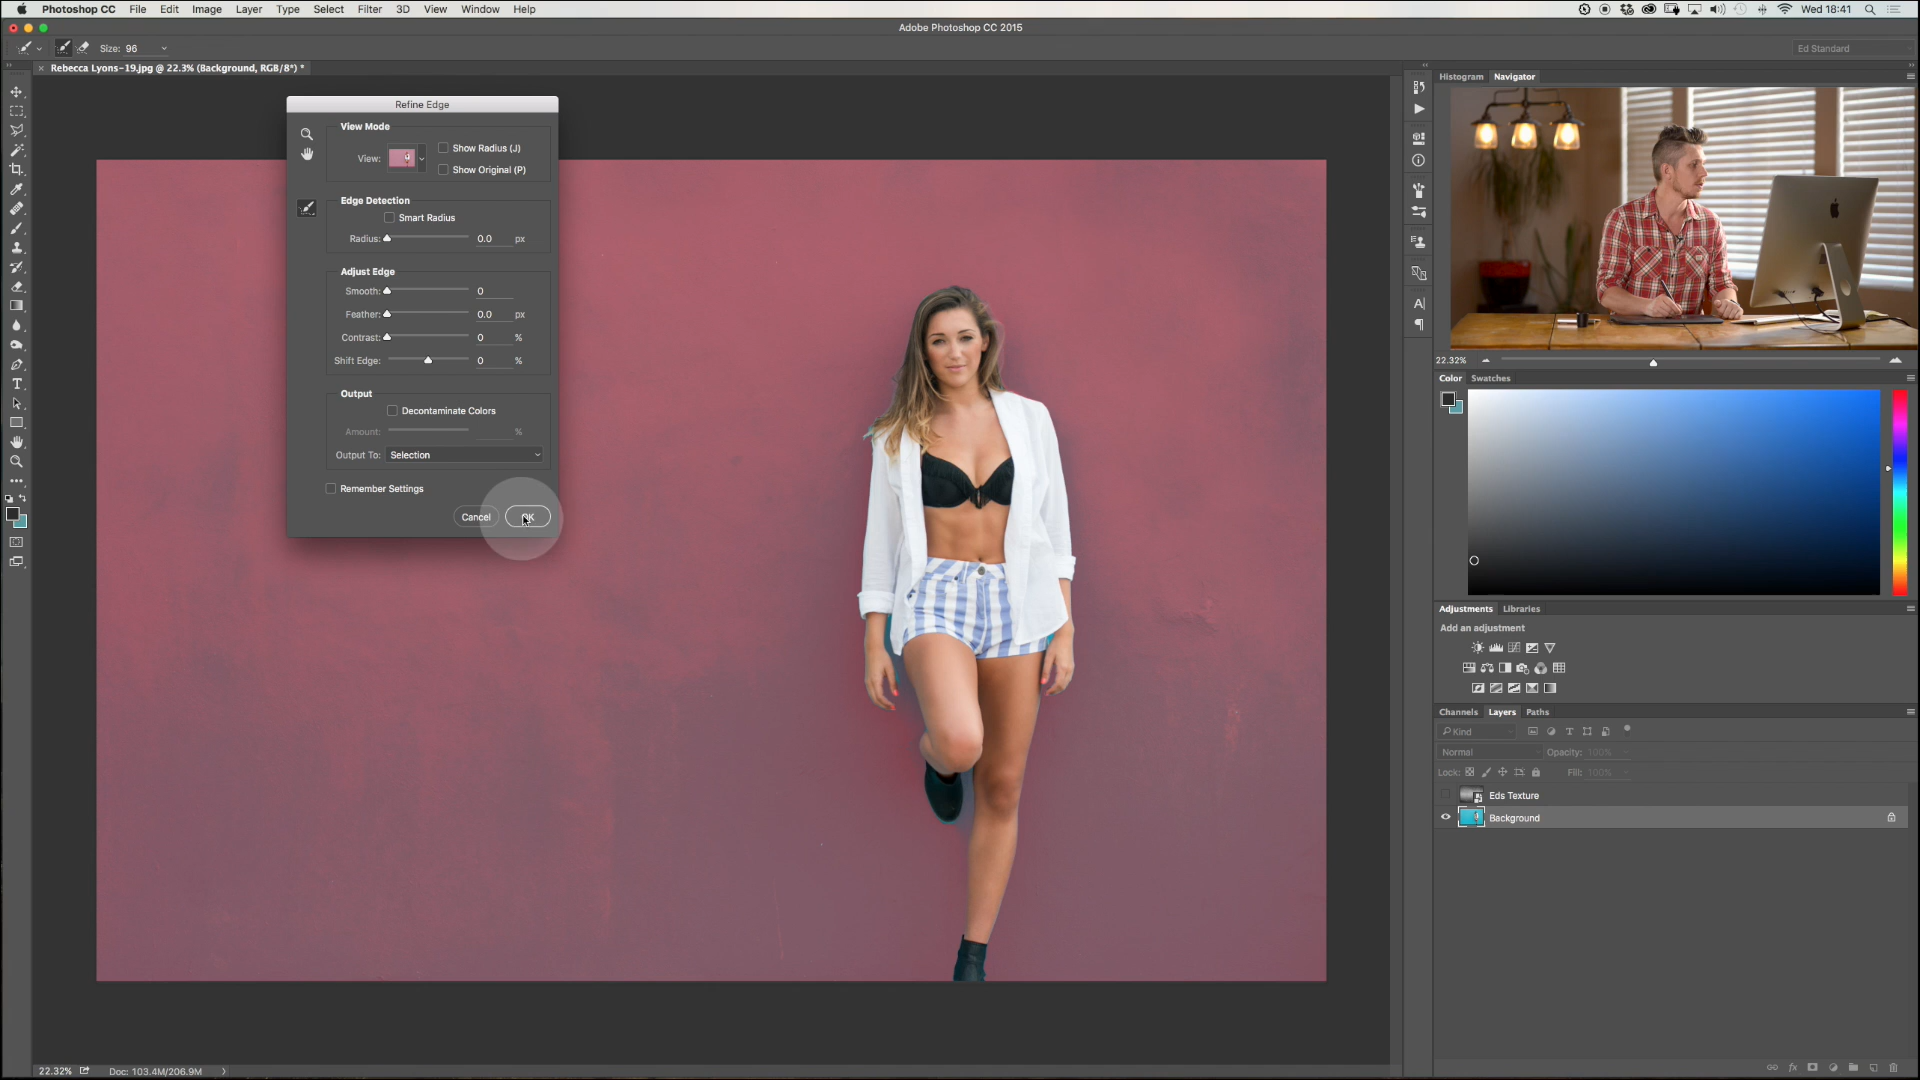 Photoshop CC File Edit Image Layer Type Select Filter 3D View Window Help Wed 18:41
Adobe Photoshop CC 2015
Size: 96 Ed Standard
Rebecca Lyons-19.jpg @ 22.3% (Background, RGB/8*) *
Histogram Navigator
Refine Edge
View Mode
View: Show Radius (J)
Show Original (P)
Edge Detection
Smart Radius
Radius: 0.0 px
Adjust Edge
Smooth: 0
Feather: 0.0 px
Contrast: 0 %
Shift Edge: 0 %
Output
Decontaminate Colors
Amount: %
Output To: Selection
Remember Settings
Cancel OK
22.32%
Color Swatches
Adjustments Libraries
Add an adjustment
Channels Layers Paths
Kind
Normal Opacity: 100%
Lock: Fill: 100%
Eds Texture
Background
22.32% Doc: 103.4M/206.9M